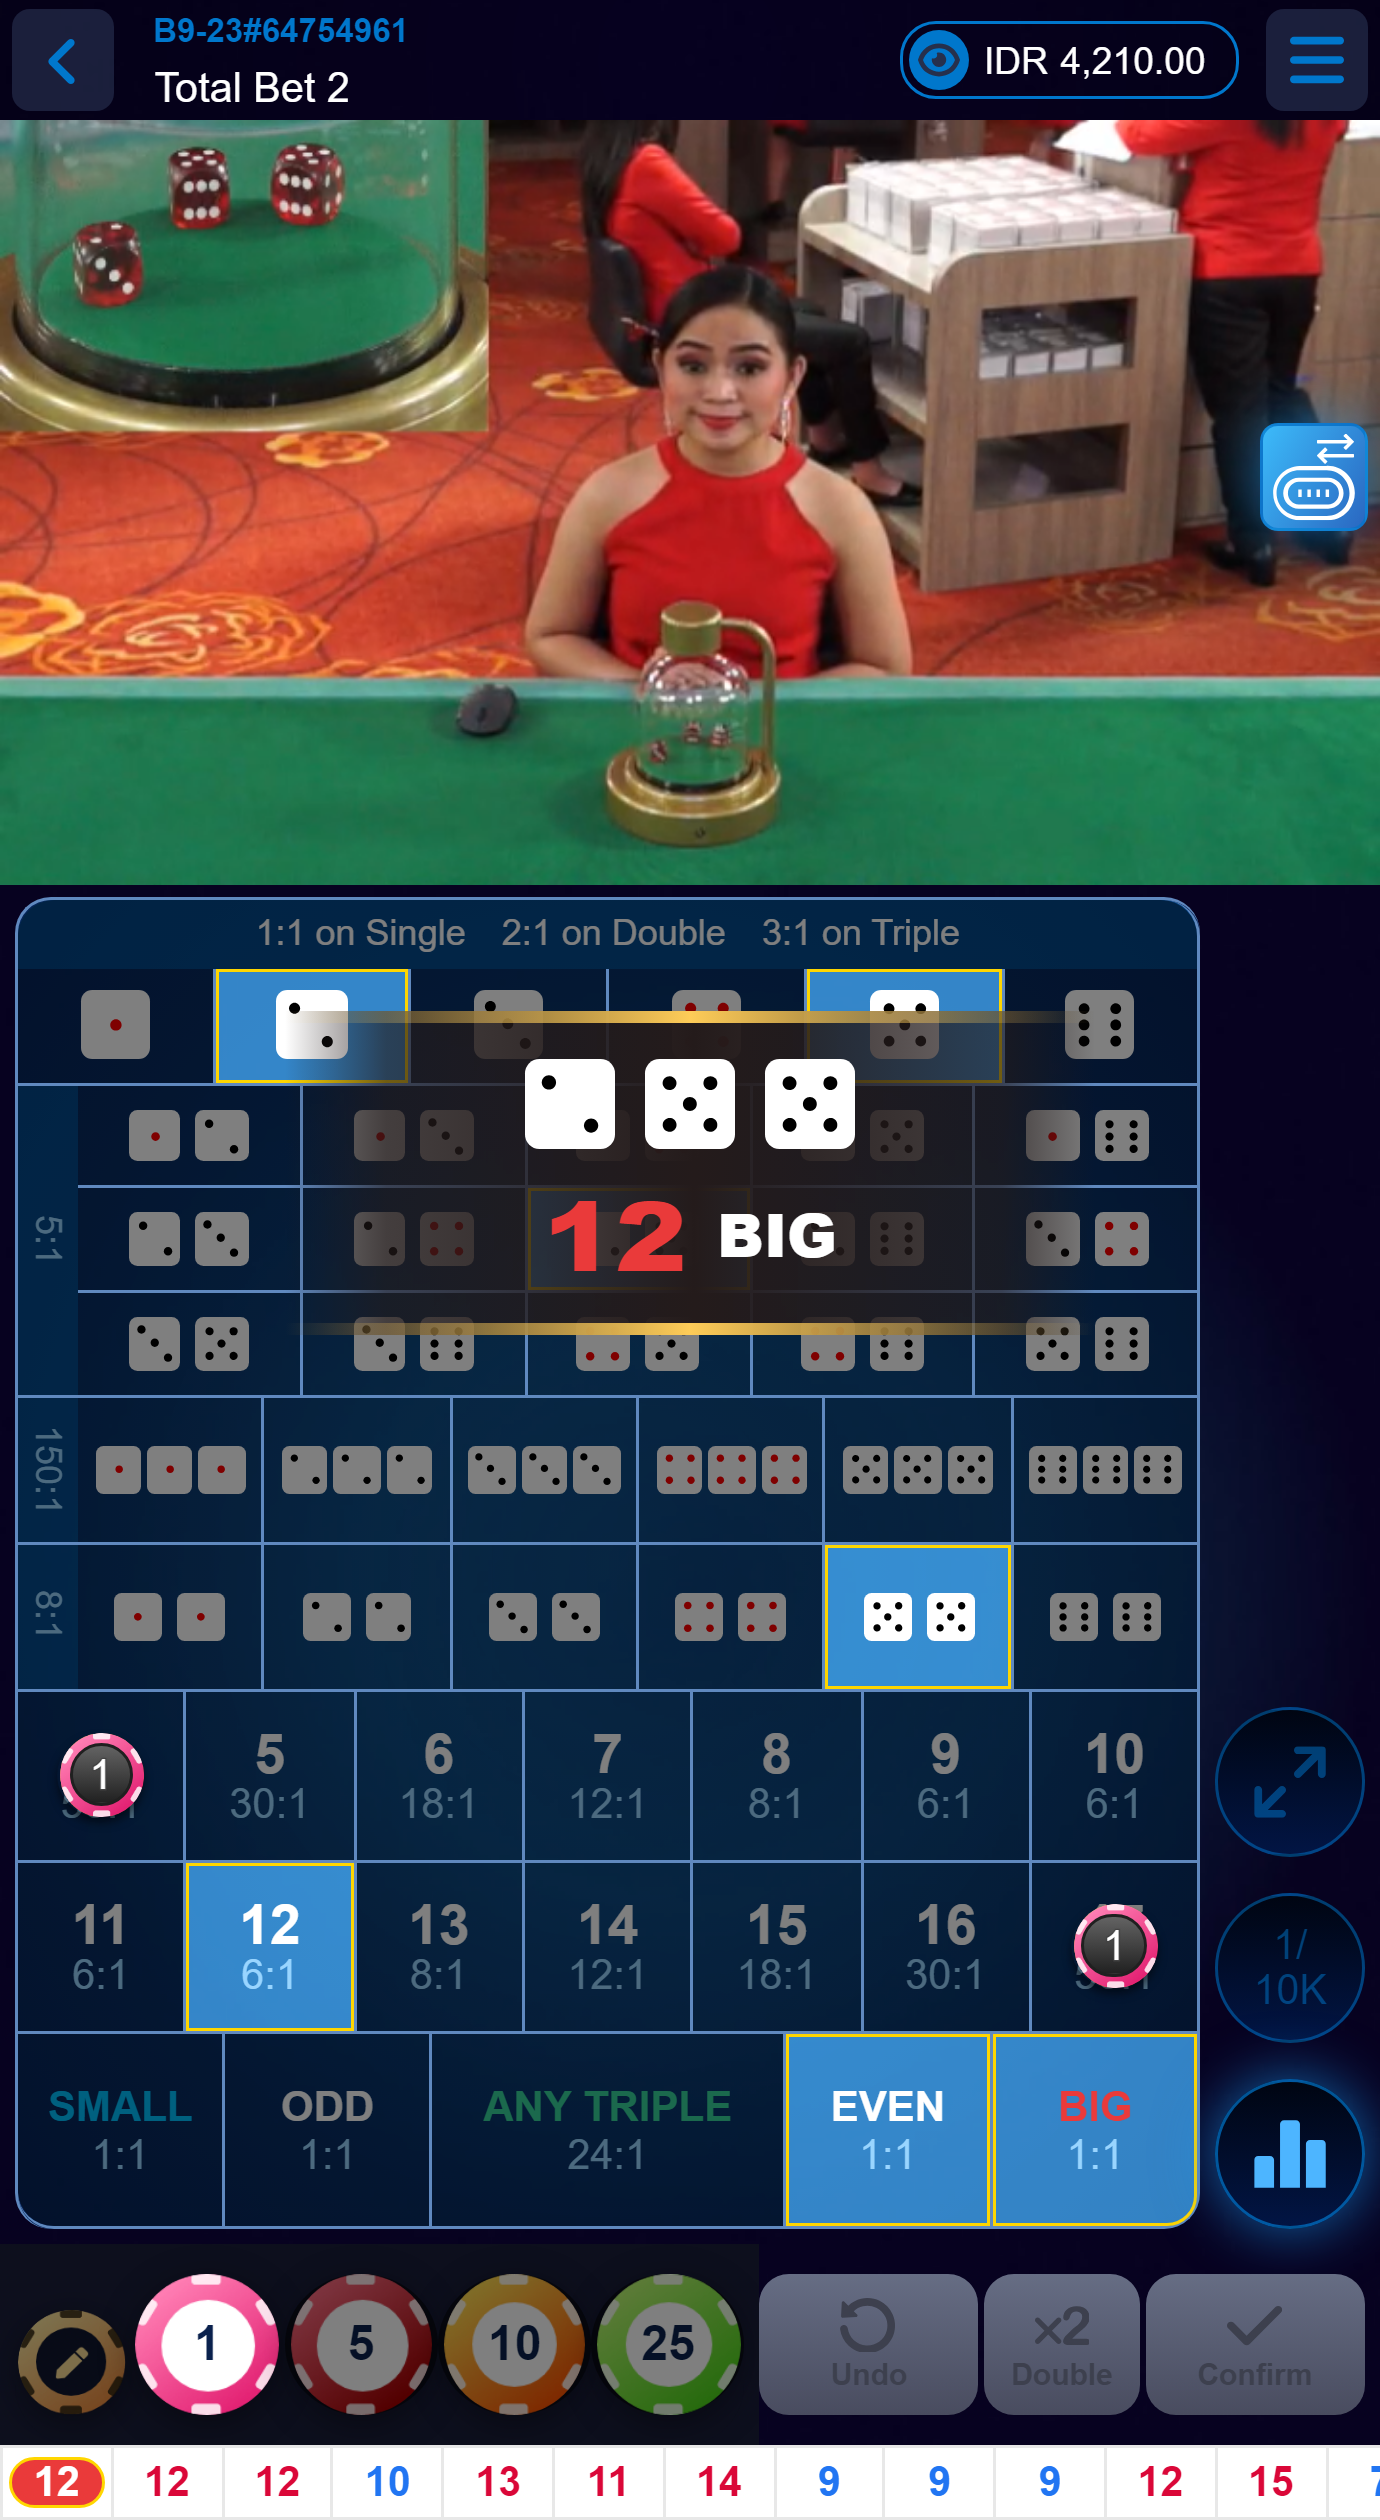 B9-23#64754961
Total Bet 2
IDR 4,210.00
1:1 on Single 2:1 on Double 3:1 on Triple
12 BIG
5:1
150:1
8:1
1
5 6 7 8 9 10
30:1 18:1 12:1 8:1 6:1 6:1
11 12 13 14 15 16
6:1 6:1 8:1 12:1 18:1 30:1
1
1/
10K
SMALL ODD ANY TRIPLE EVEN BIG
1:1 1:1 24:1 1:1 1:1
1 5 10 25
x2
Undo Double Confirm
12 12 12 10 13 11 14 9 9 9 12 15